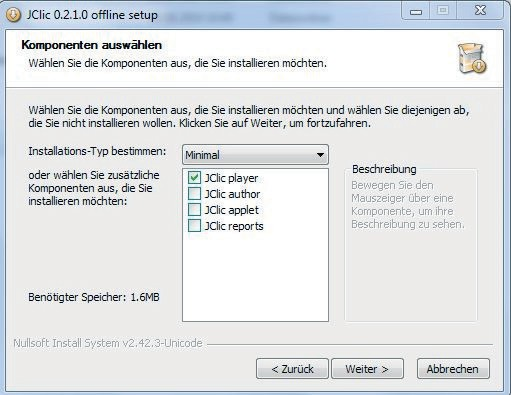 JClic 0.2.1.0 offline setup
Komponenten auswählen
Wählen Sie die Komponenten aus, die Sie installieren möchten.
Wählen Sie die Komponenten aus, die Sie installieren möchten und wählen Sie diejenigen ab,
die Sie nicht installieren wollen. Klicken Sie auf Weiter, um fortzufahren.
Installations-Typ bestimmen:
Minimal
oder wählen Sie zusätzliche
Komponenten aus, die Sie
installieren möchten:
JClic player
JClic author
JClic applet
JClic reports
Beschreibung
Bewegen Sie den
Mauszeiger über eine
Komponente, um ihre
Beschreibung zu sehen.
Benötigter Speicher: 1.6MB
Nullsoft Install System v2.42.3-Unicode
< Zurück
Weiter >
Abbrechen